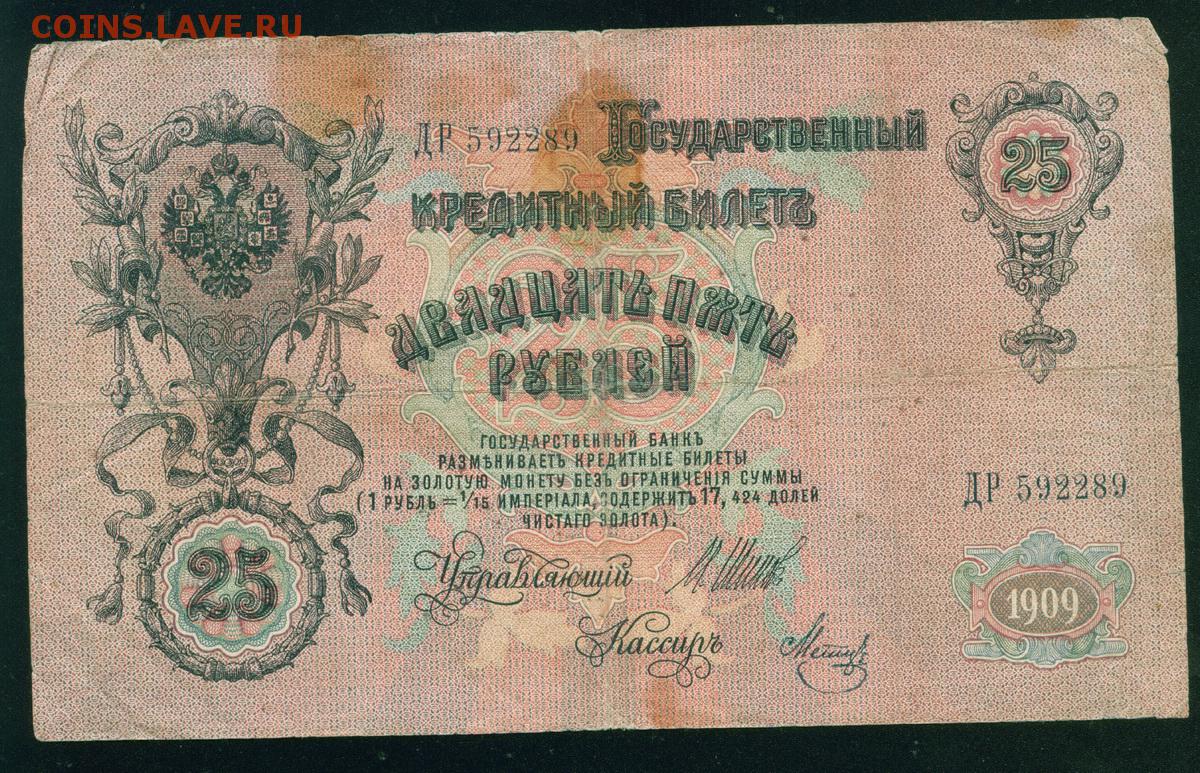 COINS.LAVE.RU
ДР 592289 Государственный
25
кредитный билетъ
Двадцать пять
рублей
ГОСУДАРСТВЕННЫЙ БАНКЪ
РАЗМѢНИВАЕТЪ КРЕДИТНЫЕ БИЛЕТЫ
НА ЗОЛОТУЮ МОНЕТУ БЕЗЪ ОГРАНИЧЕНІЯ СУММЫ
(1 РУБЛЬ = 1/15 ИМПЕРІАЛА, СОДЕРЖИТЪ 17, 424 ДОЛЕЙ
ЧИСТАГО ЗОЛОТА).
ДР 592289
Управляющій
25
1909
Кассиръ